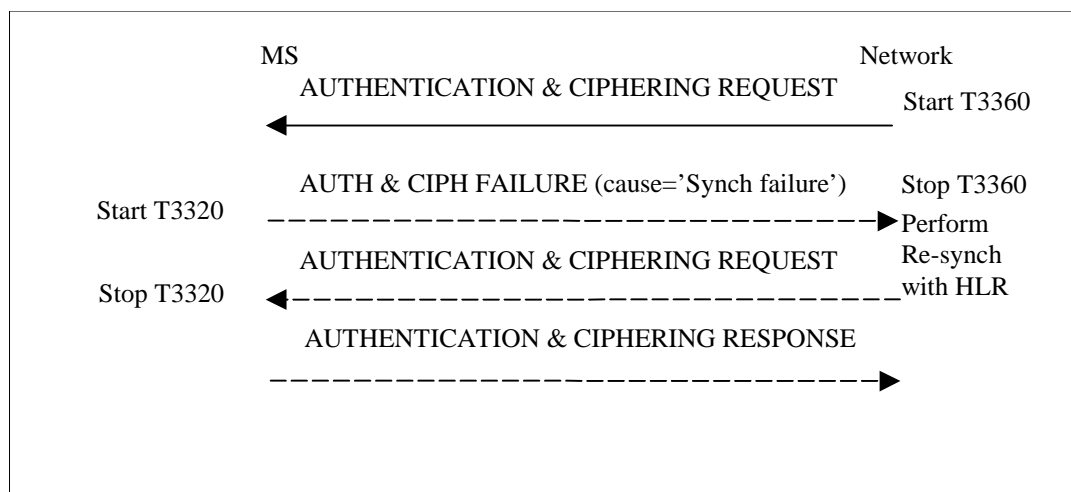 MS
Network
AUTHENTICATION & CIPHERING REQUEST
Start T3360
AUTH & CIPH FAILURE (cause=’Synch failure’)
Stop T3360
Start T3320
Perform
Re-synch
with HLR
AUTHENTICATION & CIPHERING REQUEST
Stop T3320
AUTHENTICATION & CIPHERING RESPONSE